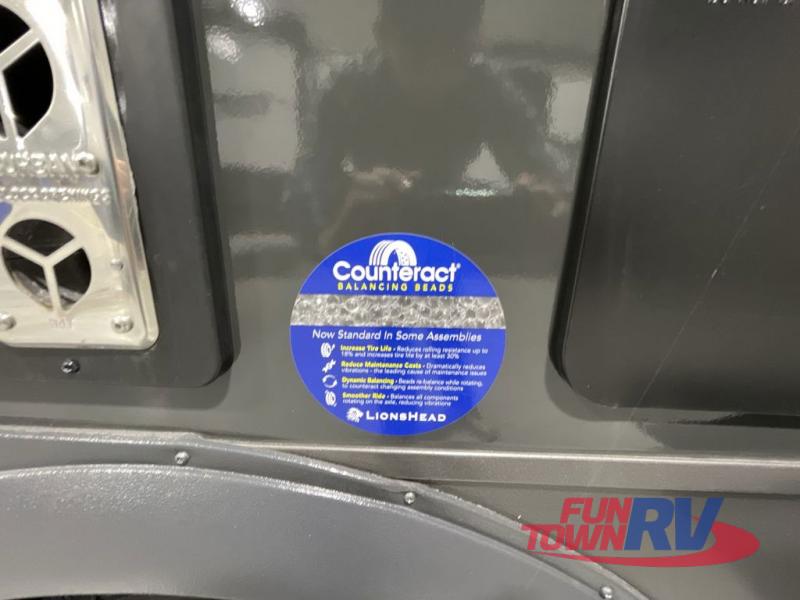 Counteract
BALANCING BEADS
Now Standard In Some Assemblies
Increase Tire Life - Reduces rolling resistance up to
18% and increases tire life by at least 30%
Reduce Maintenance Costs - Dramatically reduces
vibrations - the leading cause of maintenance issues
Dynamic Balancing - Beads re-balance while rotating,
to counteract changing assembly conditions
Smoother Ride - Balances all components
rotating on the axle, reducing vibrations
LIONSHEAD
FUN
TOWN RV